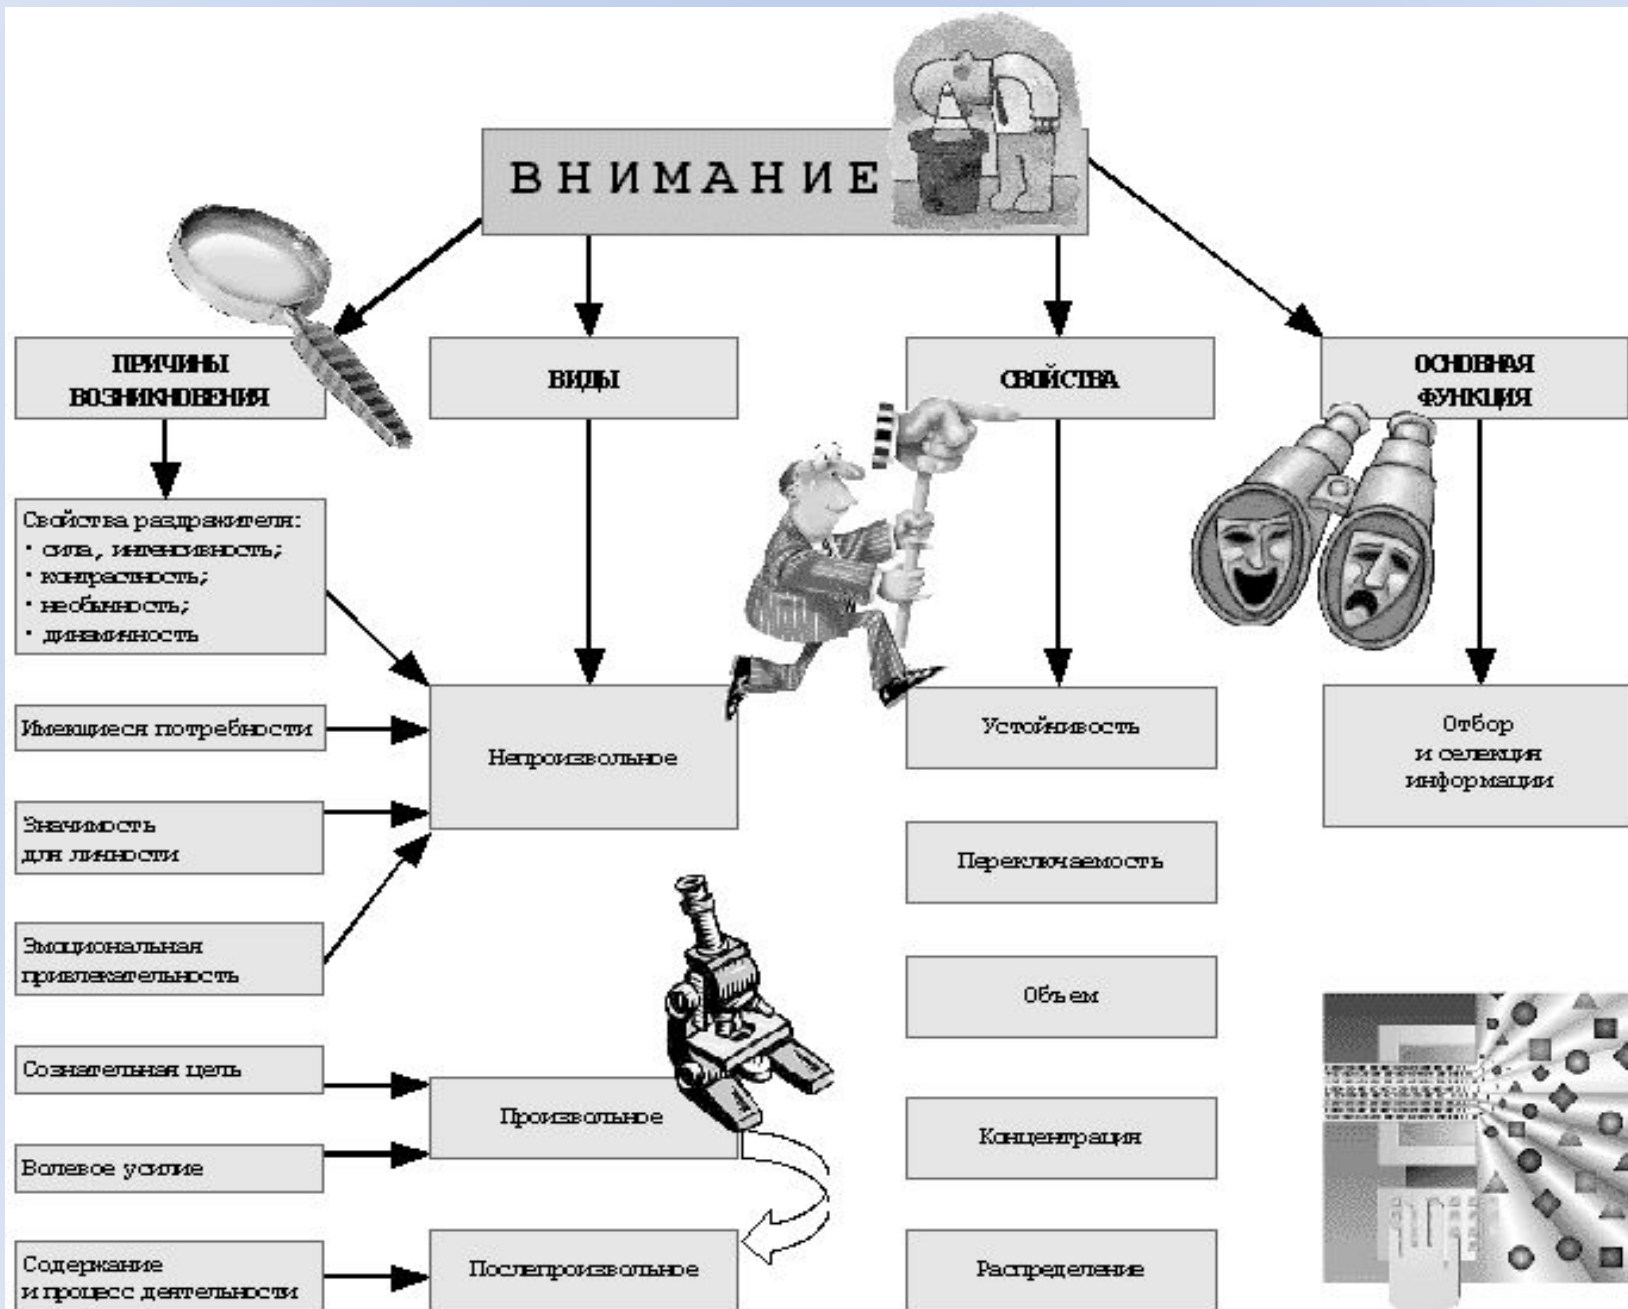 ВНИМАНИЕ
ПРИЧИНЫ
ВОЗНИКНОВЕНИЯ
ВИДЫ
СВОЙСТВА
ОСНОВНАЯ
ФУНКЦИЯ
Свойства раздражителя:
• сила, интенсивность;
• контрастность;
• необычность;
• динамичность
Имеющиеся потребности
Значимость
для личности
Эмоциональная
привлекательность
Сознательная цель
Волевое усилие
Содержание
и процесс деятельности
Непроизвольное
Произвольное
Послепроизвольное
Устойчивость
Переключаемость
Объем
Концентрация
Распределение
Отбор
и селекция
информации